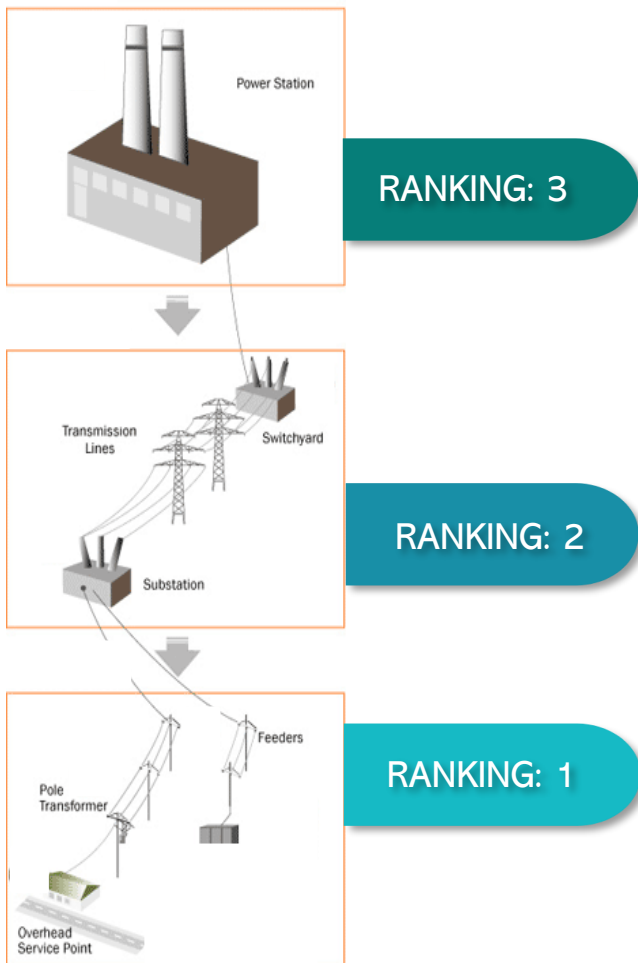 Power Station
RANKING: 3
Transmission
Lines
Switchyard
RANKING: 2
Substation
Feeders
RANKING: 1
Pole
Transformer
Overhead
Service Point